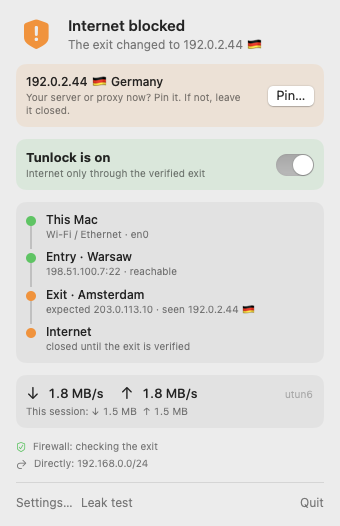 Internet blocked
The exit changed to 192.0.2.44 🇩🇪
192.0.2.44 🇩🇪 Germany
Your server or proxy now? Pin it. If not, leave
it closed.
Pin...
Tunlock is on
Internet only through the verified exit
This Mac
Wi-Fi / Ethernet · en0
Entry · Warsaw
198.51.100.7:22 · reachable
Exit · Amsterdam
expected 203.0.113.10 · seen 192.0.2.44 🇩🇪
Internet
closed until the exit is verified
↓ 1.8 MB/s ↑ 1.8 MB/s utun6
This session: ↓ 1.5 MB ↑ 1.5 MB
Firewall: checking the exit
Directly: 192.168.0.0/24
Settings... Leak test Quit